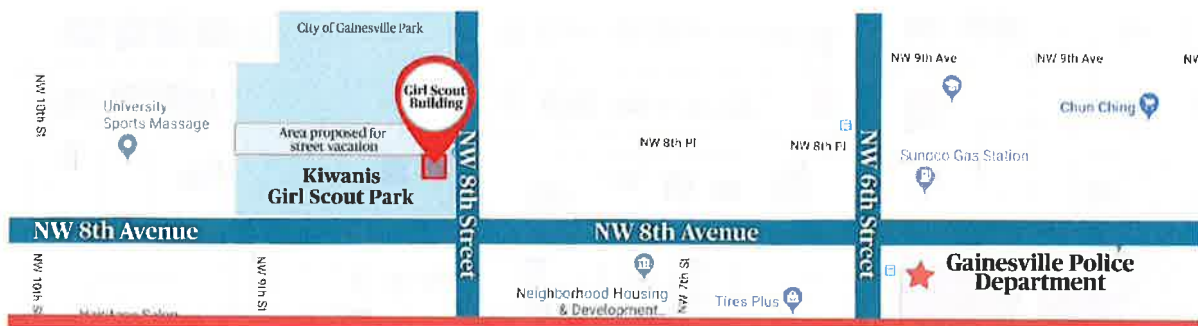 City of Gainesville Park
NW 9th Ave
NW 9th Ave
NW
NW 10th St
University
Sports Massage
Girl Scout
Building
Chun Ching
Area proposed for
street vacation
NW 8th Pl
NW 8th Pl
Sunoco Gas Station
Kiwanis
Girl Scout Park
NW 8th Street
NW 6th Street
NW 8th Avenue
NW 8th Avenue
NW 10th St
NW 9th St
NW 7th St
Neighborhood Housing
& Development...
Tires Plus
Gainesville Police
Department